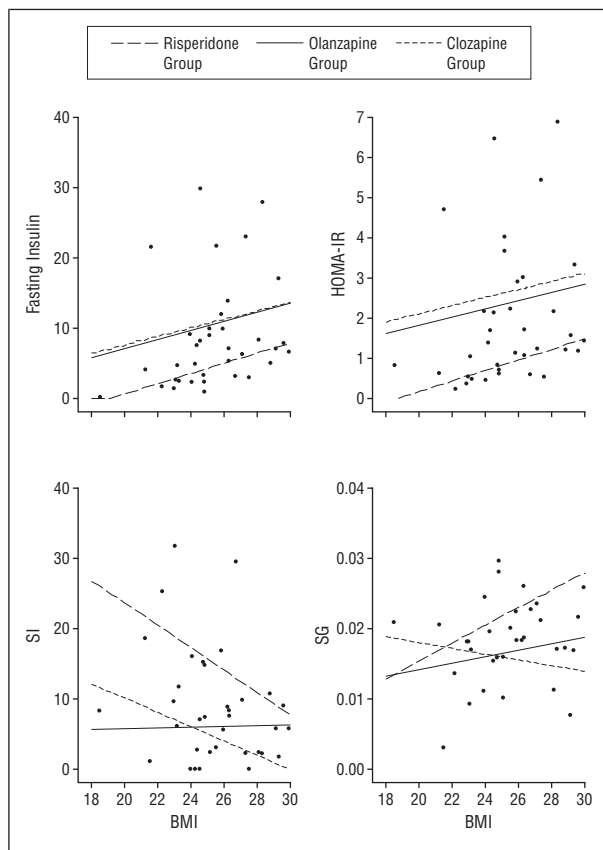 Risperidone Group
Olanzapine Group
Clozapine Group
Fasting Insulin
40
30
20
10
0
HOMA-IR
7
6
5
4
3
2
1
0
SI
40
30
20
10
0
18 20 22 24 26 28 30
BMI
SG
0.04
0.03
0.02
0.01
0.00
18 20 22 24 26 28 30
BMI